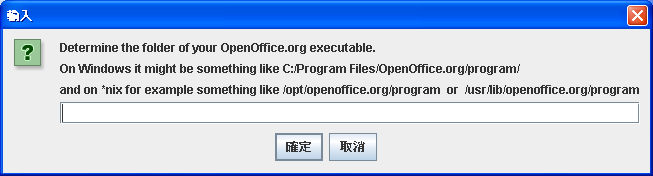 輸入
Determine the folder of your OpenOffice.org executable.
On Windows it might be something like C:/Program Files/OpenOffice.org/program/
and on *nix for example something like /opt/openoffice.org/program or /usr/lib/openoffice.org/program
確定 取消